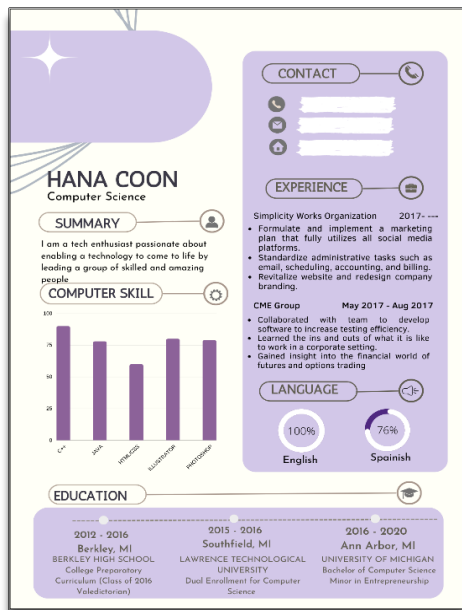 HANA COON
Computer Science
SUMMARY
I am a tech enthusiast passionate about
enabling a technology to come to life by
leading a group of skilled and amazing
people
COMPUTER SKILL
100
75
50
25
0
C++
JAVA
HTML/CSS
ILLUSTRATOR
PHOTOSHOP
CONTACT
EXPERIENCE
Simplicity Works Organization 2017- ---
• Formulate and implement a marketing
plan that fully utilizes all social media
platforms.
• Standardize administrative tasks such as
email, scheduling, accounting, and billing.
• Revitalize website and redesign company
branding.
CME Group May 2017 - Aug 2017
• Collaborated with team to develop
software to increase testing efficiency.
• Learned the ins and outs of what it is like
to work in a corporate setting.
• Gained insight into the financial world of
futures and options trading
LANGUAGE
100%
English
76%
Spainish
EDUCATION
2012 - 2016
Berkley, MI
BERKLEY HIGH SCHOOL
College Preparatory
Curriculum (Class of 2016
Valedictorian)
2015 - 2016
Southfield, MI
LAWRENCE TECHNOLOGICAL
UNIVERSITY
Dual Enrollment for Computer
Science
2016 - 2020
Ann Arbor, MI
UNIVERSITY OF MICHIGAN
Bachelor of Computer Science
Minor in Entrepreneurship